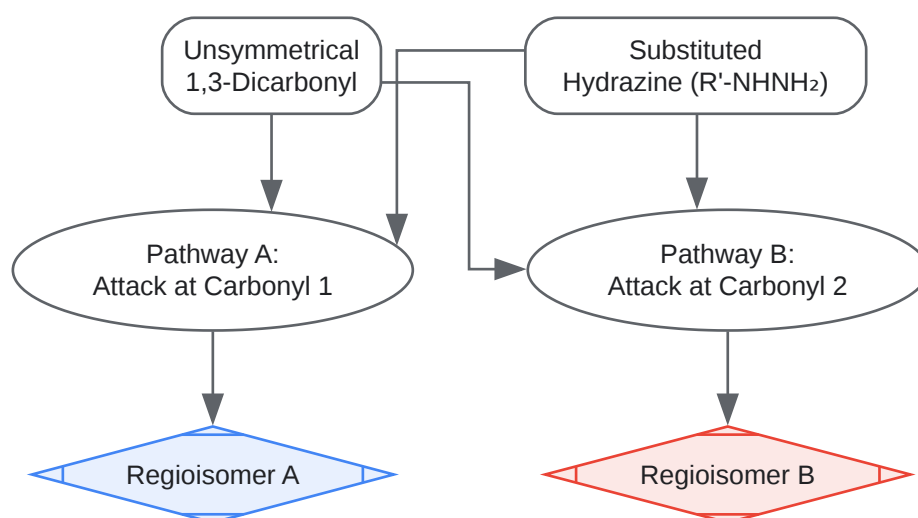 Unsymmetrical
1,3-Dicarbonyl
Substituted
Hydrazine (R'-NHNH₂)
Pathway A:
Attack at Carbonyl 1
Pathway B:
Attack at Carbonyl 2
Regioisomer A
Regioisomer B